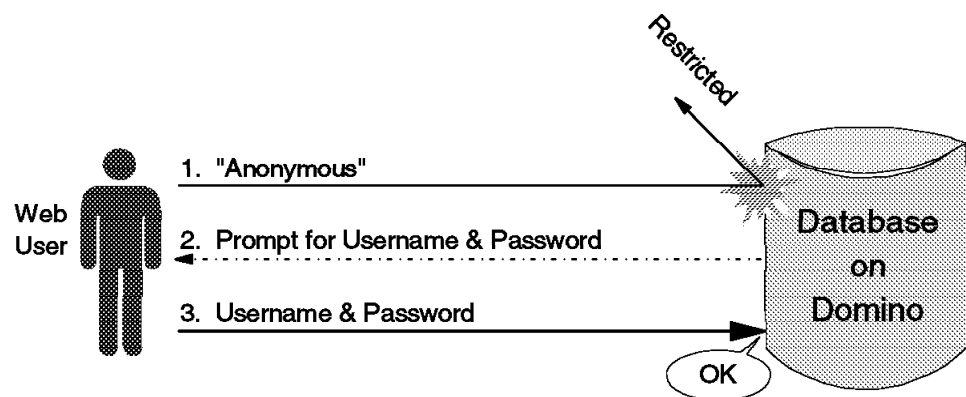 Restricted
1. "Anonymous"
Web
User
2. Prompt for Username & Password
Database
on
Domino
3. Username & Password
OK